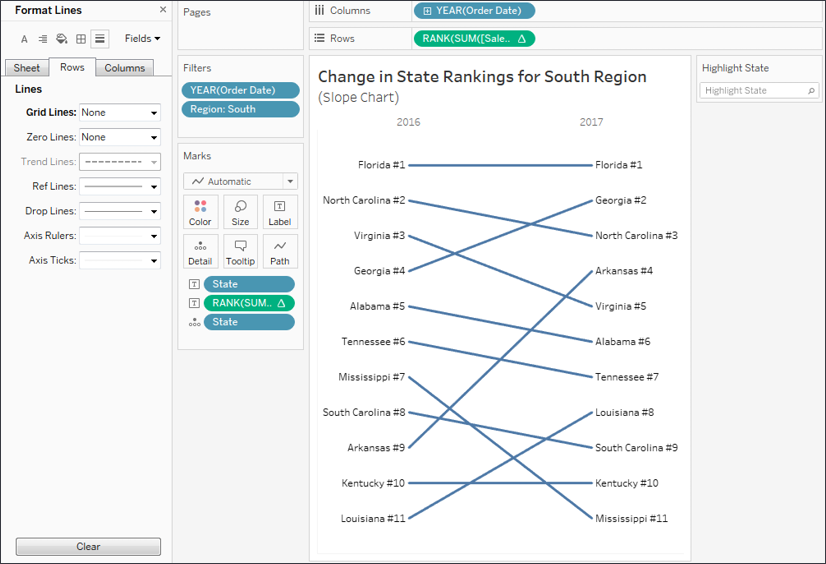 Format Lines
Fields
Sheet
Rows
Columns
Lines
Grid Lines: None
Zero Lines: None
Trend Lines:
Ref Lines:
Drop Lines:
Axis Rulers:
Axis Ticks:
Clear
Pages
Filters
YEAR(Order Date)
Region: South
Marks
Automatic
Color
Size
Label
Detail
Tooltip
Path
State
RANK(SUM..
State
Columns
YEAR(Order Date)
Rows
RANK(SUM([Sale..
Change in State Rankings for South Region
(Slope Chart)
2016 2017
Florida #1 Florida #1
North Carolina #2 Georgia #2
Virginia #3 North Carolina #3
Georgia #4 Arkansas #4
Alabama #5 Virginia #5
Tennessee #6 Alabama #6
Mississippi #7 Tennessee #7
South Carolina #8 Louisiana #8
Arkansas #9 South Carolina #9
Kentucky #10 Kentucky #10
Louisiana #11 Mississippi #11
Highlight State
Highlight State